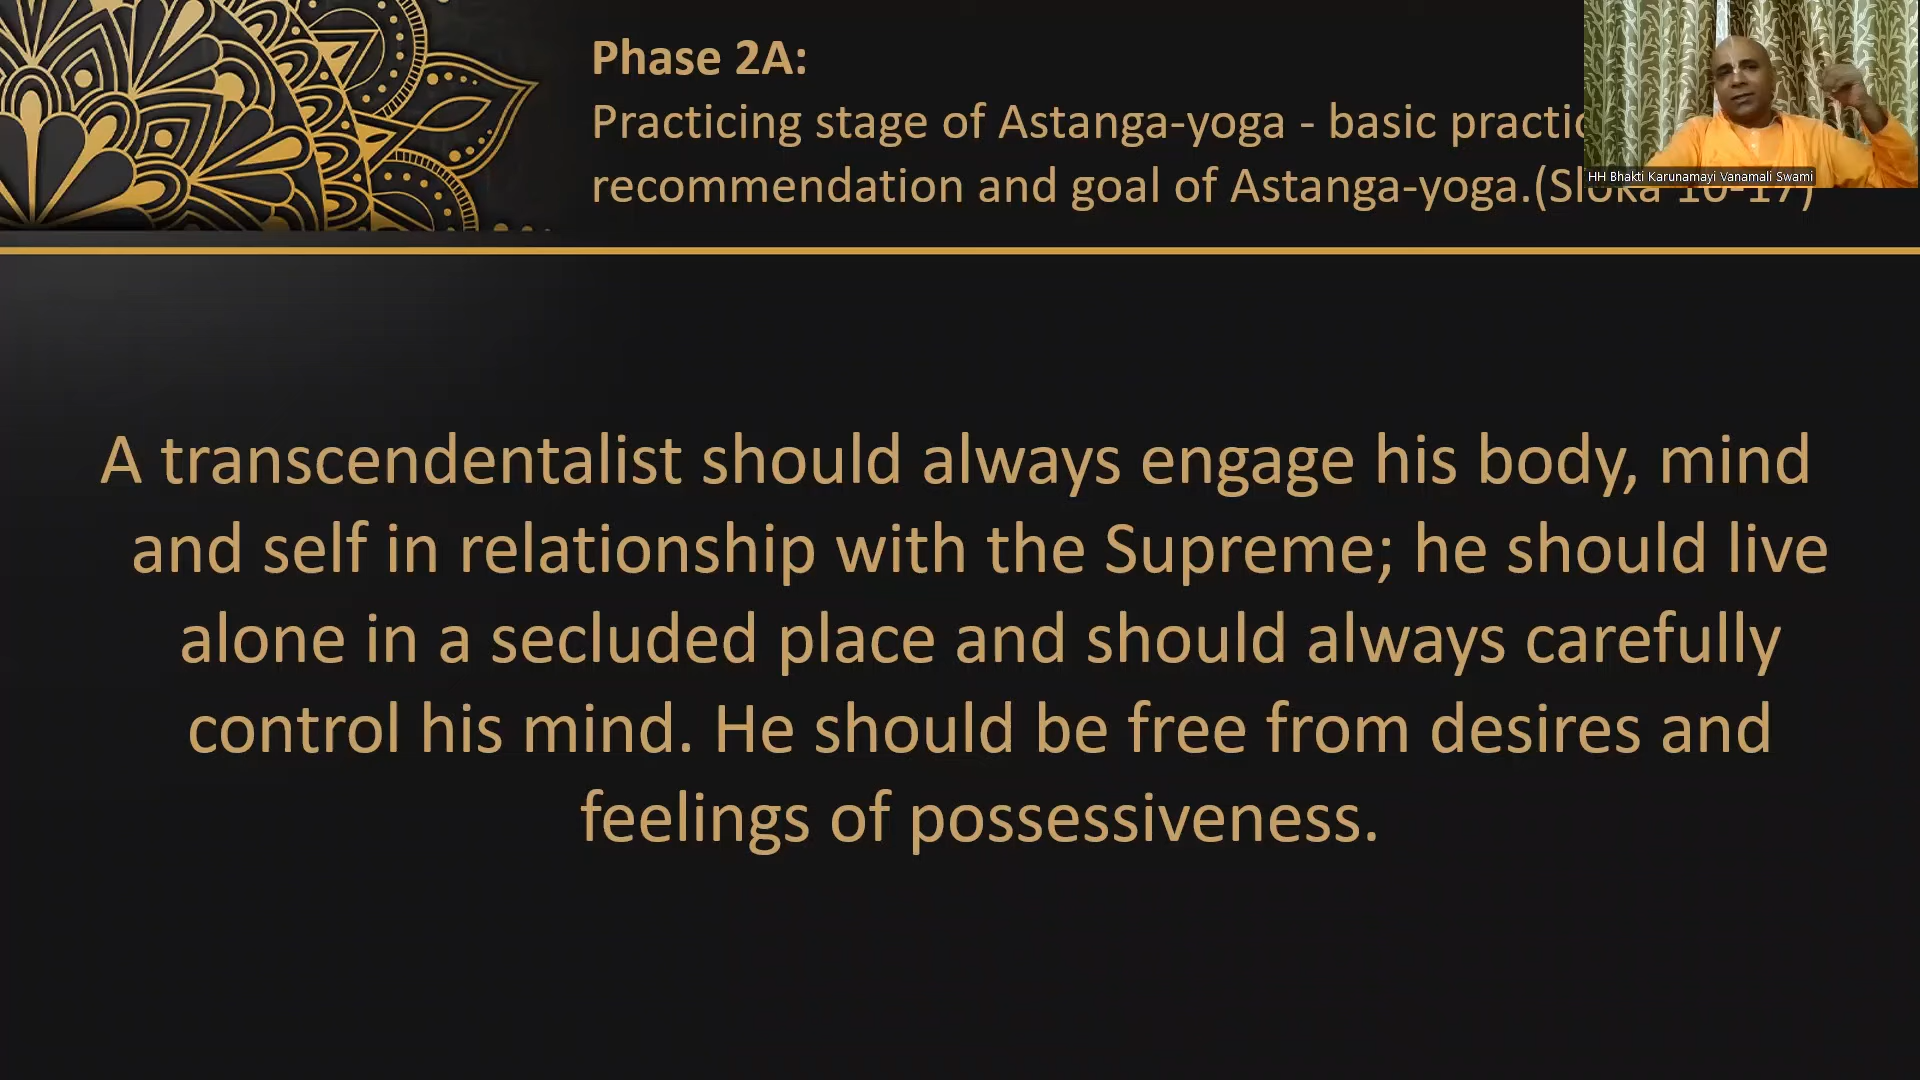 Phase 2A:
Practicing stage of Astanga-yoga - basic
recommendation and goal of Astanga-yoga.(Sloka 10-17)
HH Bhakti Karunamayi Vanamali Swami
A transcendentalist should always engage his body, mind
and self in relationship with the Supreme; he should live
alone in a secluded place and should always carefully
control his mind. He should be free from desires and
feelings of possessiveness.